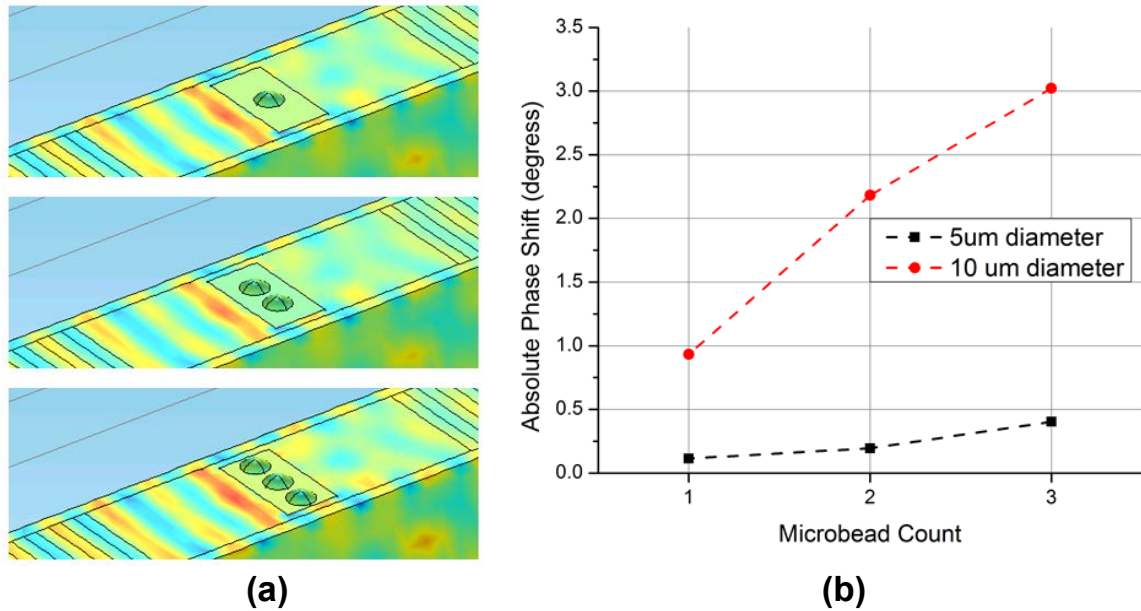 3.5
3.0
2.5
2.0
1.5
1.0
0.5
0.0
Absolute Phase Shift (degress)
5um diameter
10 um diameter
1 2 3
Microbead Count
(a) (b)